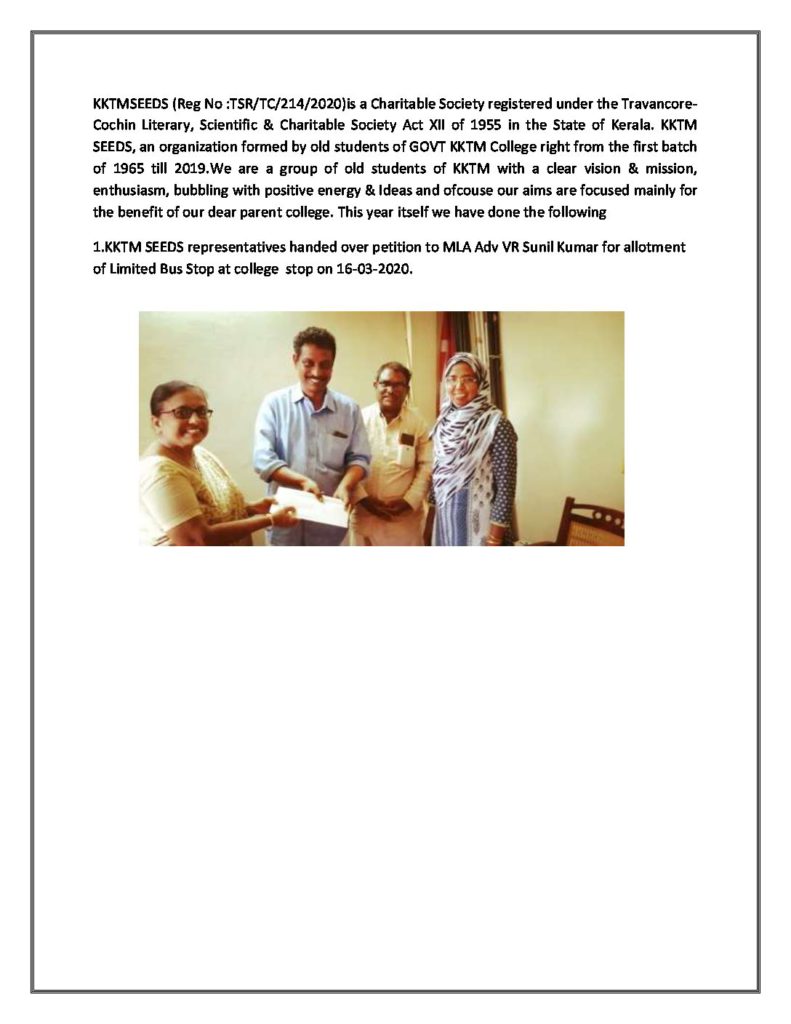 KKTMSEEDS (Reg No :TSR/TC/214/2020)is a Charitable Society registered under the Travancore-
Cochin Literary, Scientific & Charitable Society Act XII of 1955 in the State of Kerala. KKTM
SEEDS, an organization formed by old students of GOVT KKTM College right from the first batch
of 1965 till 2019.We are a group of old students of KKTM with a clear vision & mission,
enthusiasm, bubbling with positive energy & Ideas and ofcouse our aims are focused mainly for
the benefit of our dear parent college. This year itself we have done the following
1.KKTM SEEDS representatives handed over petition to MLA Adv VR Sunil Kumar for allotment
of Limited Bus Stop at college stop on 16-03-2020.